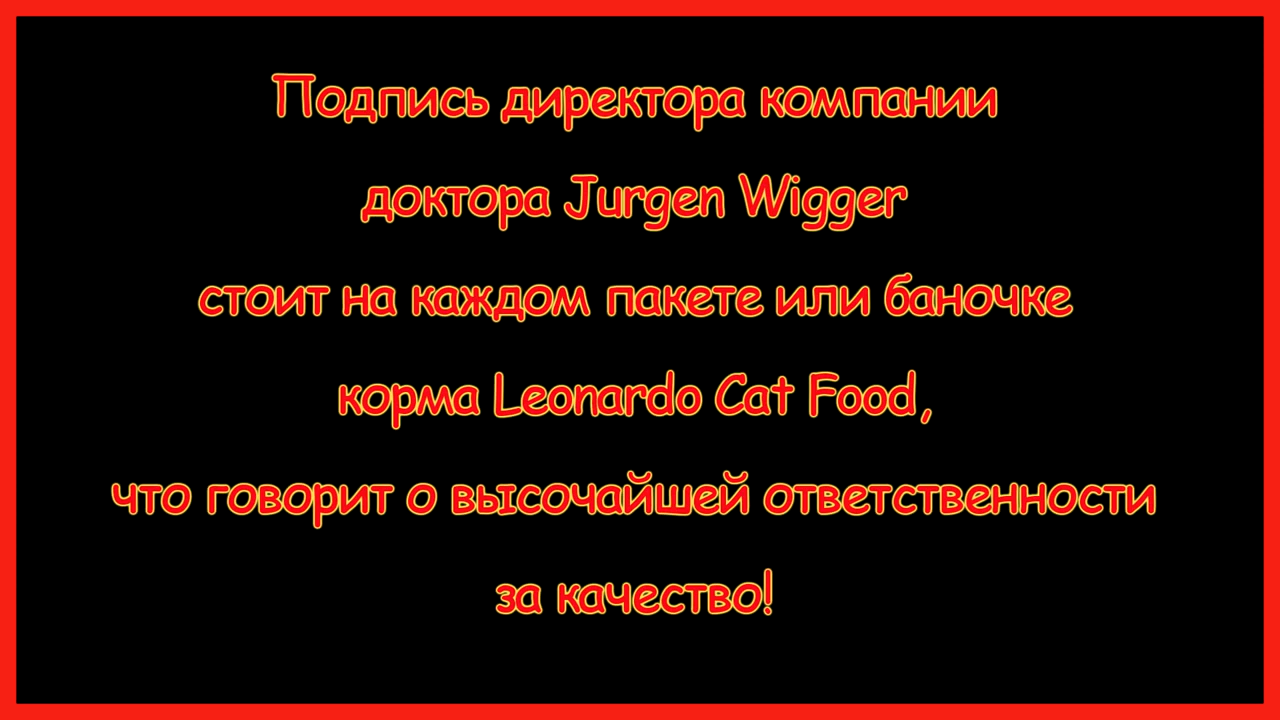 Подпись директора компании
доктора Jurgen Wigger
стоит на каждом пакете или баночке
корма Leonardo Cat Food,
что говорит о высочайшей ответственности
за качество!